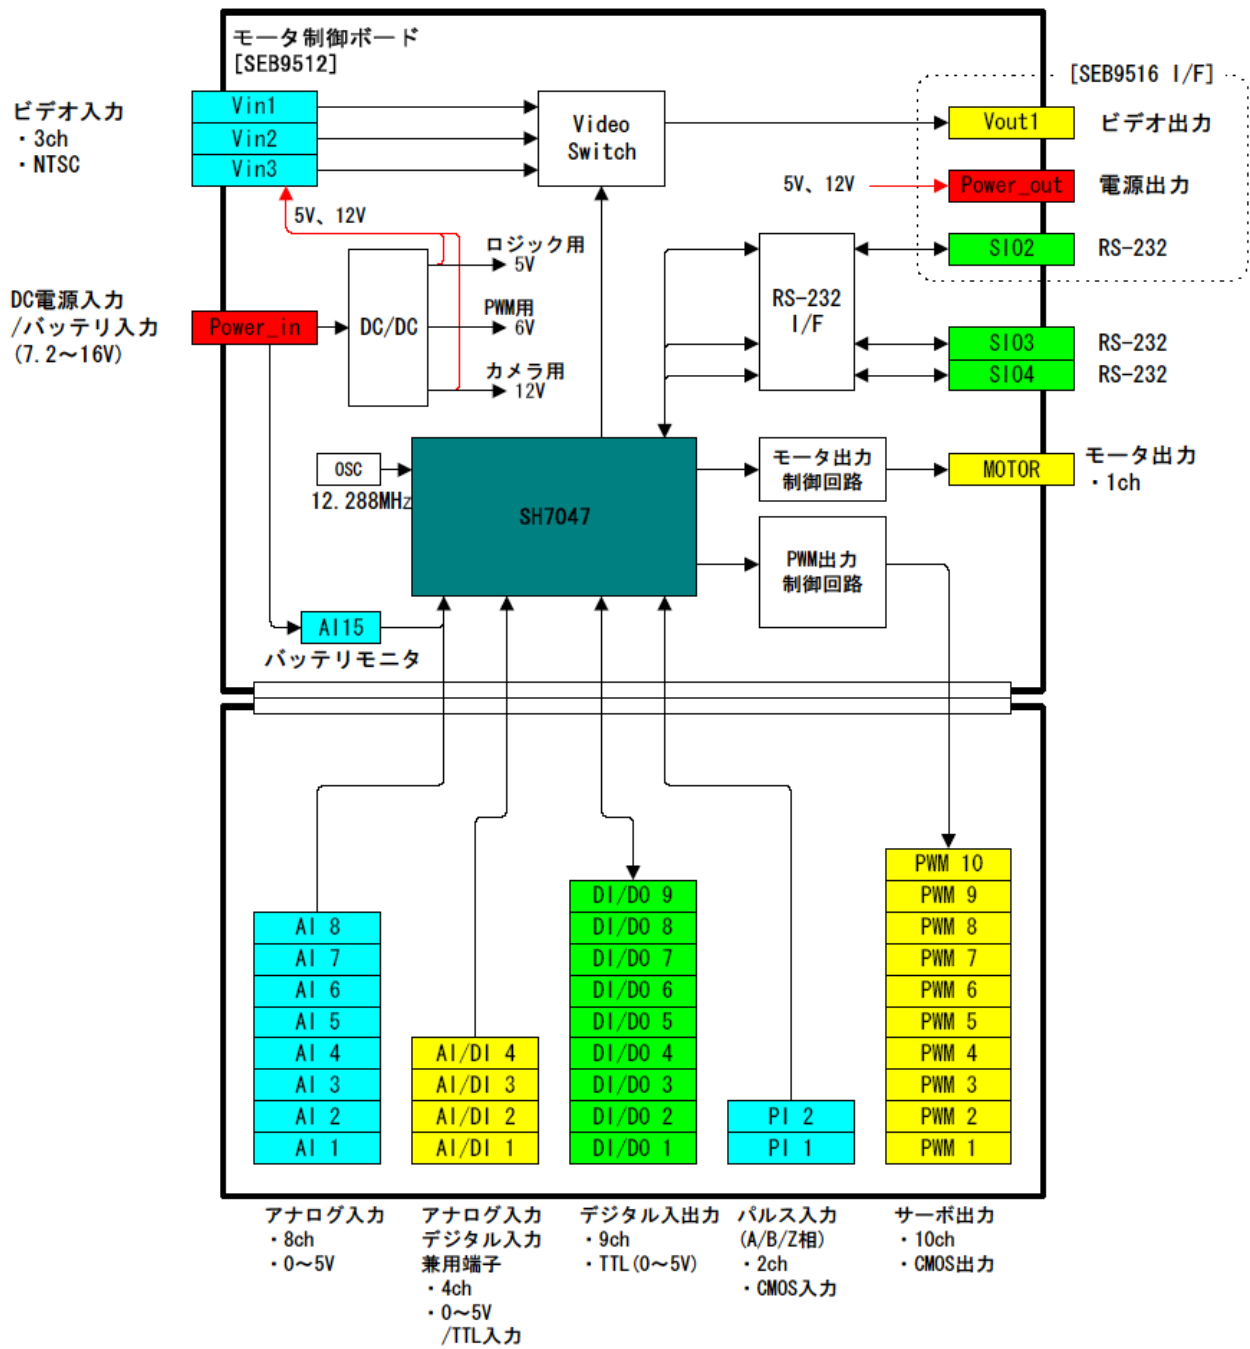 モータ制御ボード
[SEB9512]
[SEB9516 I/F]
ビデオ入力
・3ch
・NTSC
Vin1
Vin2
Vin3
Video
Switch
Vout1
ビデオ出力
5V、12V
Power_out
電源出力
5V、12V
SIO2
RS-232
DC電源入力
/バッテリ入力
(7.2～16V)
Power_in
DC/DC
ロジック用
5V
PWM用
6V
カメラ用
12V
RS-232
I/F
SIO3
RS-232
SIO4
RS-232
OSC
12.288MHz
SH7047
モータ出力
制御回路
MOTOR
モータ出力
・1ch
PWM出力
制御回路
AI15
バッテリモニタ
AI 8
AI 7
AI 6
AI 5
AI 4
AI 3
AI 2
AI 1
AI/DI 4
AI/DI 3
AI/DI 2
AI/DI 1
DI/DO 9
DI/DO 8
DI/DO 7
DI/DO 6
DI/DO 5
DI/DO 4
DI/DO 3
DI/DO 2
DI/DO 1
PI 2
PI 1
PWM 10
PWM 9
PWM 8
PWM 7
PWM 6
PWM 5
PWM 4
PWM 3
PWM 2
PWM 1
アナログ入力
・8ch
・0～5V
アナログ入力
デジタル入力
兼用端子
・4ch
・0～5V
/TTL入力
デジタル入出力
・9ch
・TTL(0～5V)
パルス入力
(A/B/Z相)
・2ch
・CMOS入力
サーボ出力
・10ch
・CMOS出力